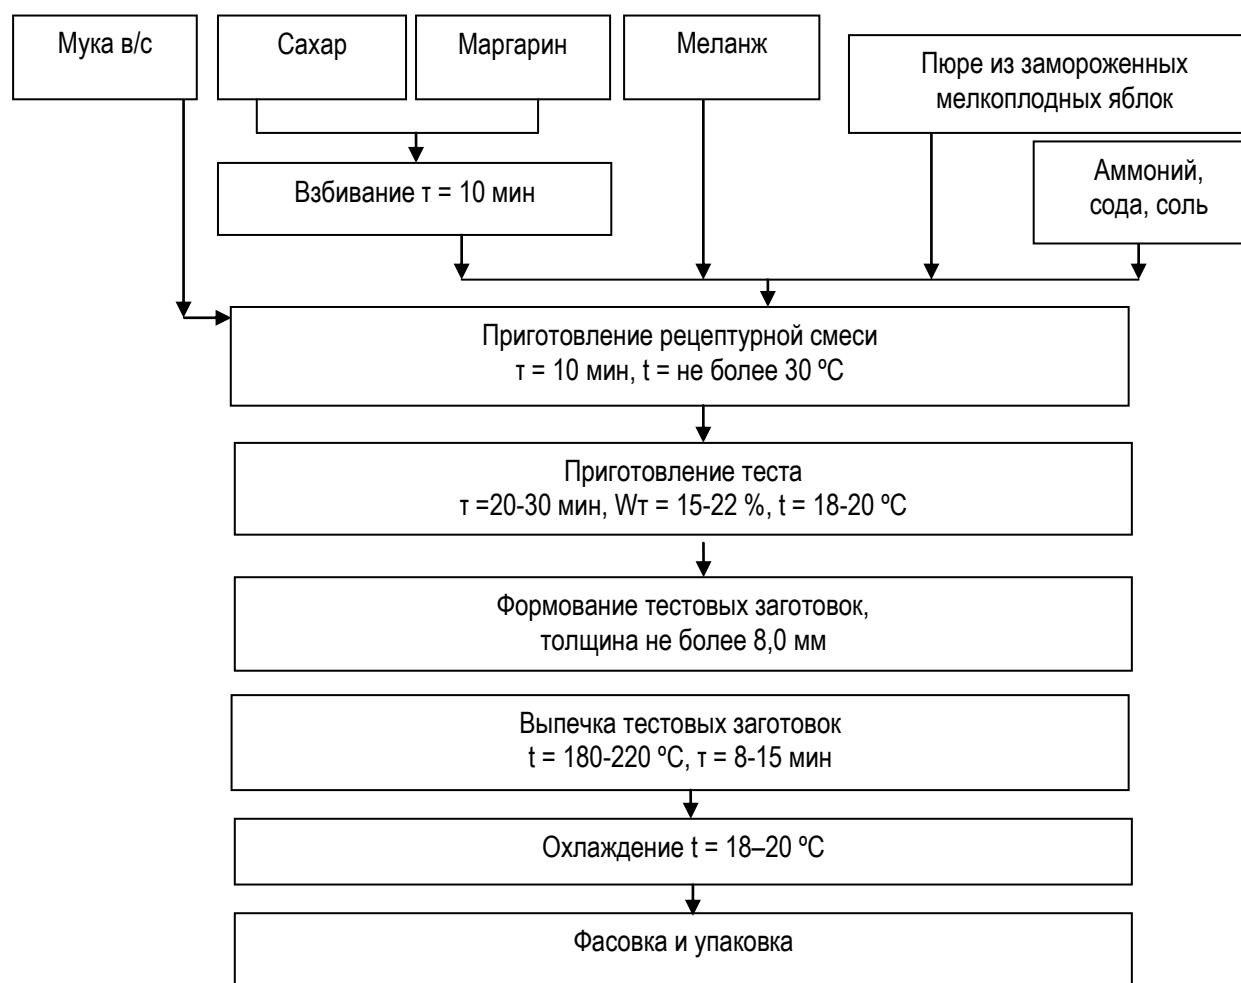 Мука в/с
Сахар
Маргарин
Меланж
Пюре из замороженных
мелкоплодных яблок
Аммоний,
сода, соль
Взбивание τ = 10 мин
Приготовление рецептурной смеси
τ = 10 мин, t = не более 30 ºС
Приготовление теста
τ =20-30 мин, Wт = 15-22 %, t = 18-20 ºС
Формование тестовых заготовок,
толщина не более 8,0 мм
Выпечка тестовых заготовок
t = 180-220 ºС, τ = 8-15 мин
Охлаждение t = 18–20 ºС
Фасовка и упаковка